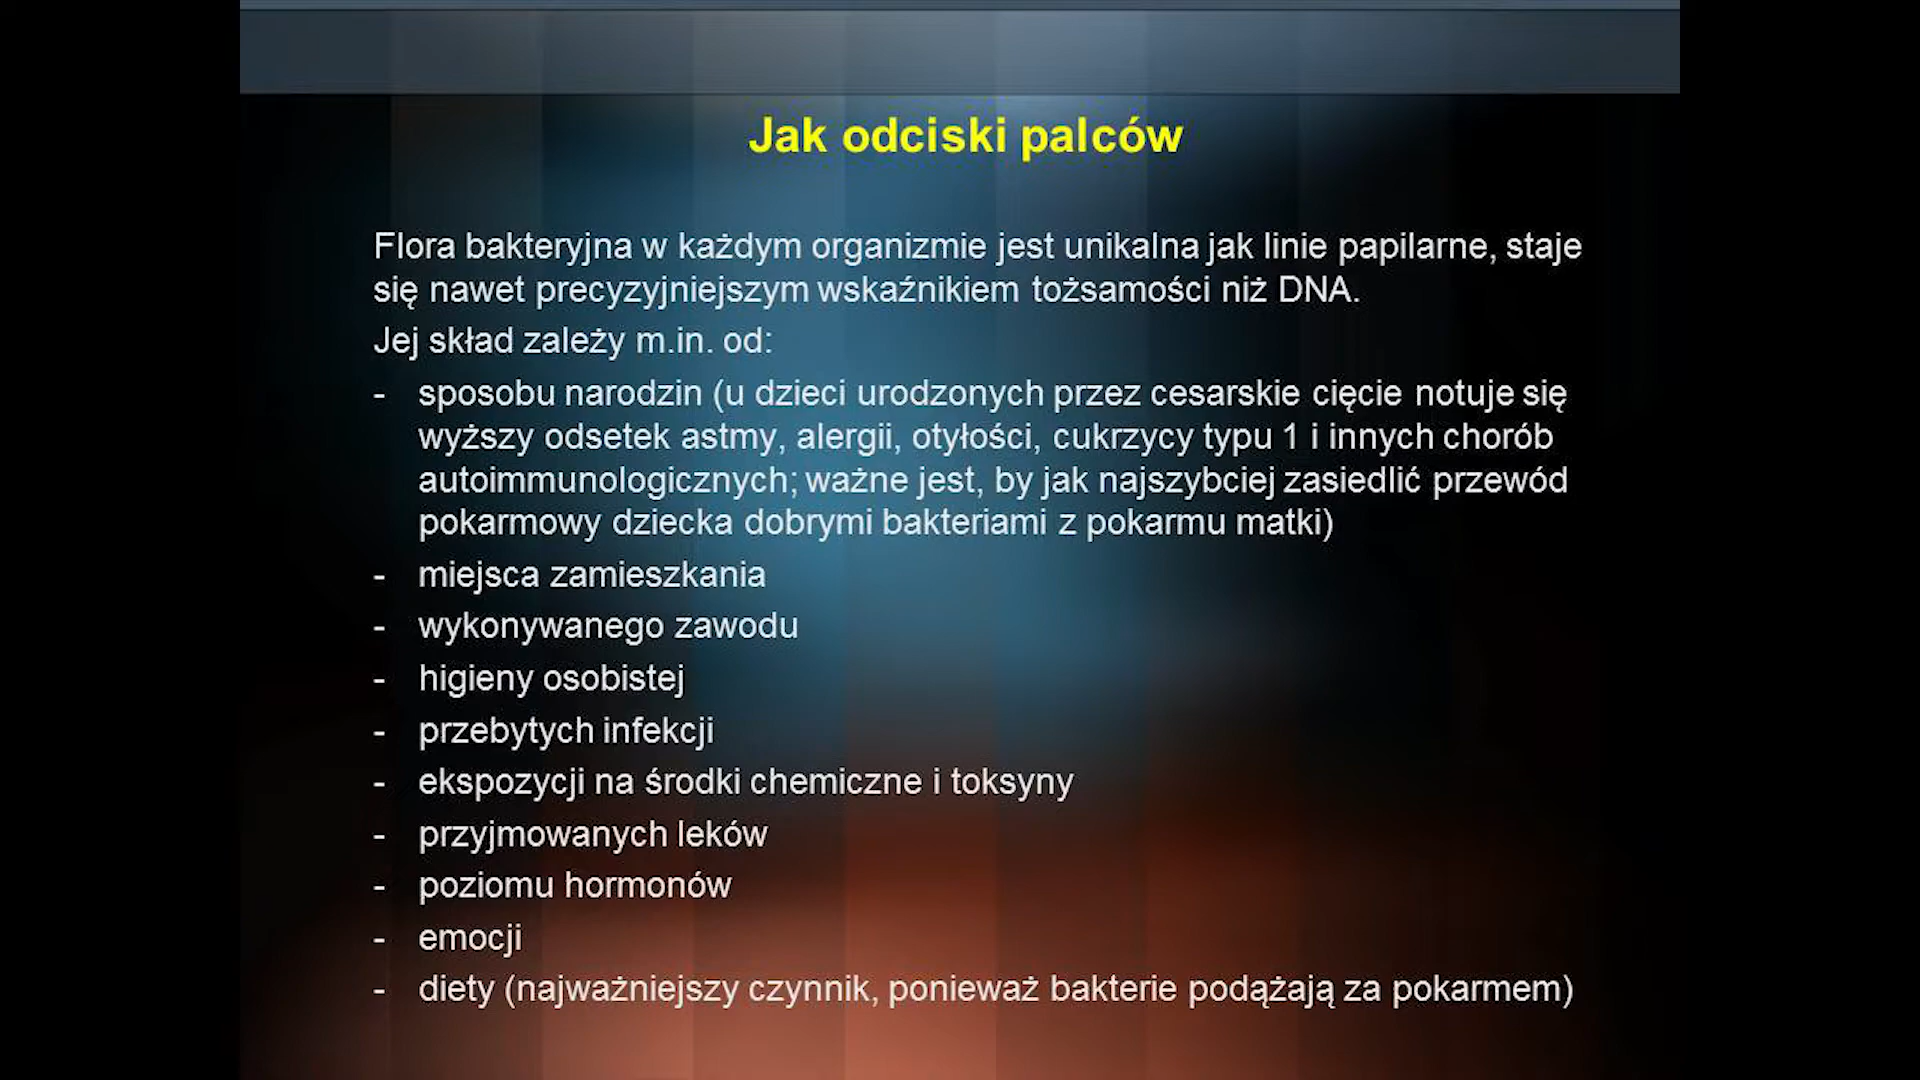 Jak odciski palców
Flora bakteryjna w każdym organizmie jest unikalna jak linie papilarne, staje
się nawet precyzyjniejszym wskaźnikiem tożsamości niż DNA.
Jej skład zależy m.in. od:
- sposobu narodzin (u dzieci urodzonych przez cesarskie cięcie notuje się
wyższy odsetek astmy, alergii, otyłości, cukrzycy typu 1 i innych chorób
autoimmunologicznych; ważne jest, by jak najszybciej zasiedlić przewód
pokarmowy dziecka dobrymi bakteriami z pokarmu matki)
- miejsca zamieszkania
- wykonywanego zawodu
- higieny osobistej
- przebytych infekcji
- ekspozycji na środki chemiczne i toksyny
- przyjmowanych leków
- poziomu hormonów
- emocji
- diety (najważniejszy czynnik, ponieważ bakterie podążają za pokarmem)